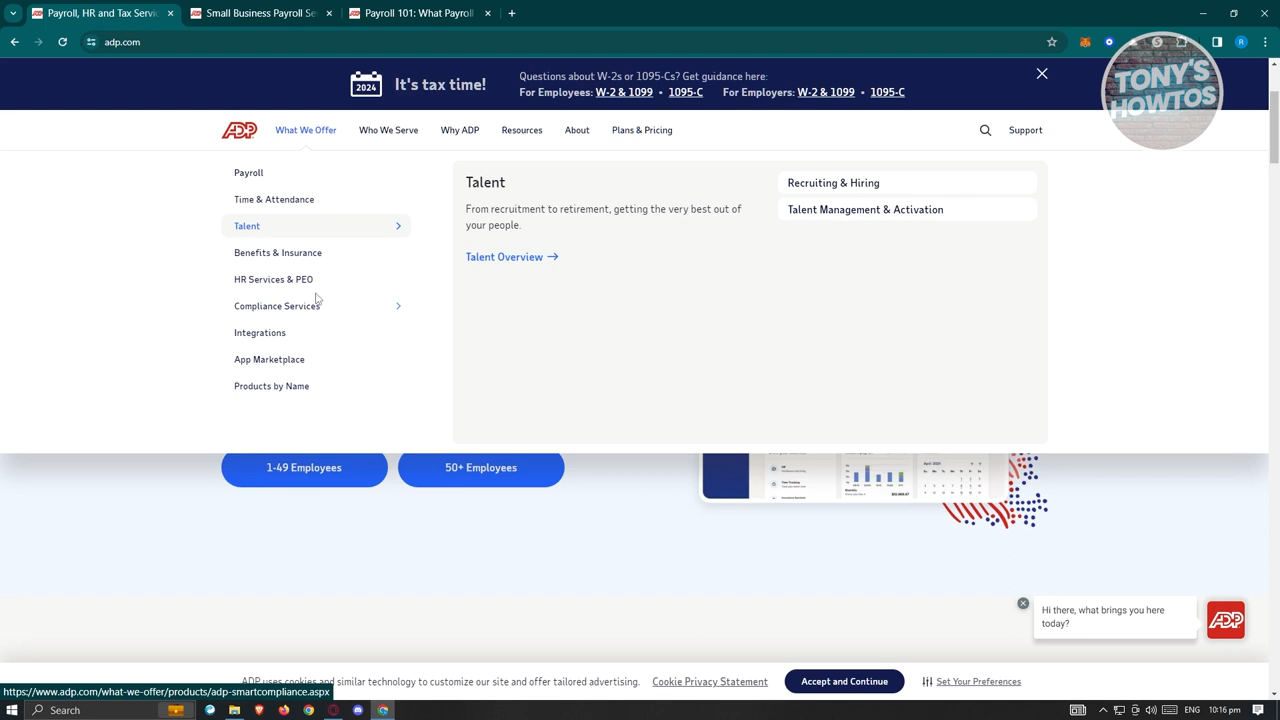 Payroll, HR and Tax Servic
Small Business Payroll Se
Payroll 101: What Payroll
adp.com
R
2024
It's tax time!
Questions about W-2s or 1095-Cs? Get guidance here:
For Employees: W-2 & 1099 • 1095-C For Employers: W-2 & 1099 • 1095-C
TONY'S
HOWTOS
ADP
What We Offer
Who We Serve
Why ADP
Resources
About
Plans & Pricing
Support
Payroll
Time & Attendance
Talent
Benefits & Insurance
HR Services & PEO
Compliance Services
Integrations
App Marketplace
Products by Name
Talent
From recruitment to retirement, getting the very best out of
your people.
Talent Overview
Recruiting & Hiring
Talent Management & Activation
1-49 Employees
50+ Employees
Hi there, what brings you here
today?
ADP
ADP uses cookies and similar technology to customize our site and offer tailored advertising.
Cookie Privacy Statement
Accept and Continue
Set Your Preferences
https://www.adp.com/what-we-offer/products/adp-smartcompliance.aspx
Search
ENG
10:16 pm